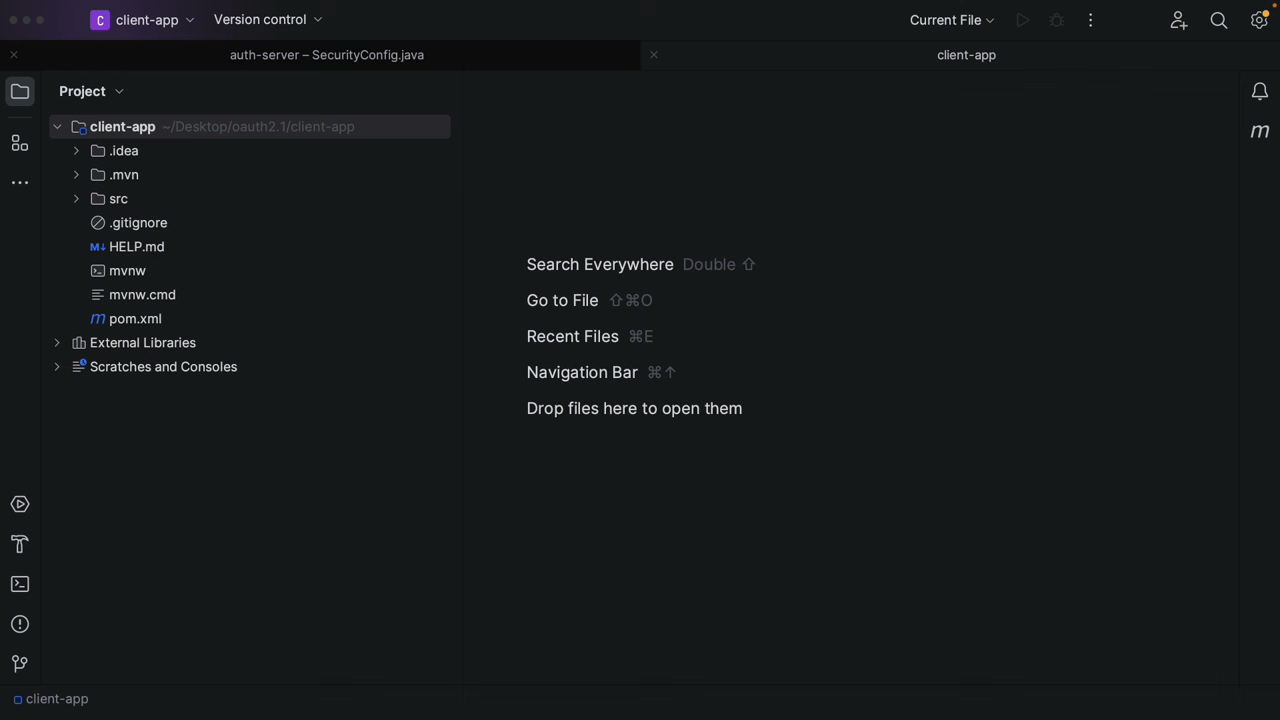 C client-app Version control Current File
auth-server – SecurityConfig.java client-app
Project
client-app ~/Desktop/oauth2.1/client-app
.idea
.mvn
src
.gitignore
M↓ HELP.md
mvnw
mvnw.cmd
m pom.xml
External Libraries
Scratches and Consoles
Search Everywhere Double ⇧
Go to File ⇧⌘O
Recent Files ⌘E
Navigation Bar ⌘↑
Drop files here to open them
m
client-app